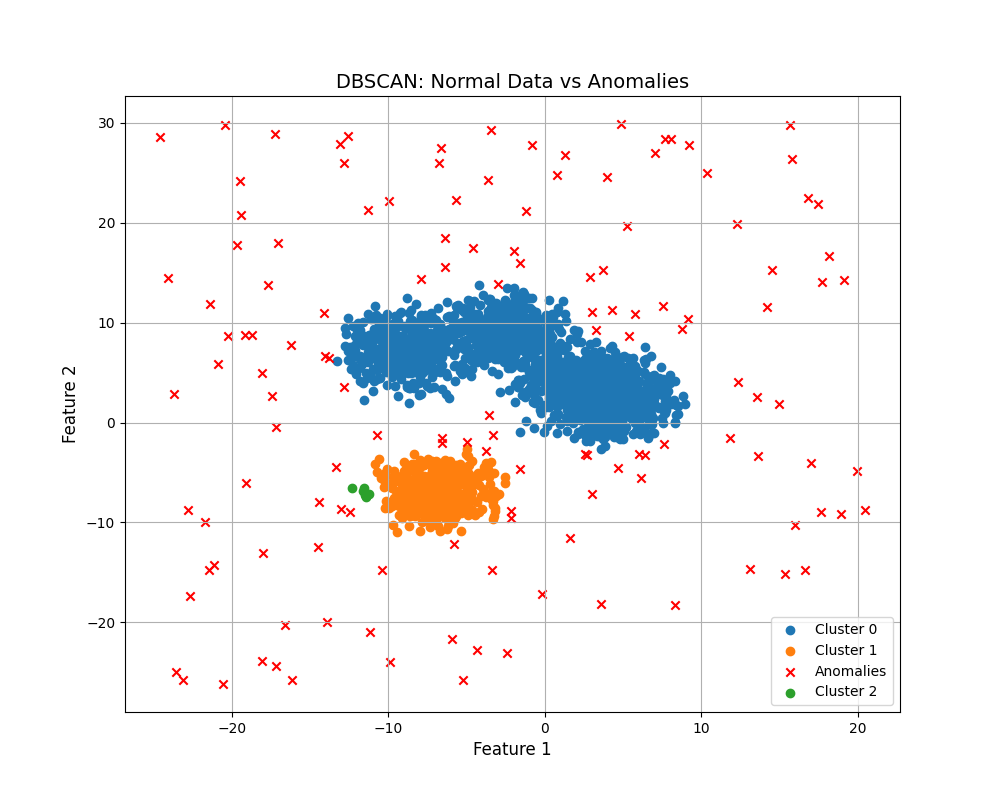 DBSCAN: Normal Data vs Anomalies
30
20
10
0
−10
−20
Feature 2
−20
−10
0
10
20
Feature 1
Cluster 0
Cluster 1
Anomalies
Cluster 2